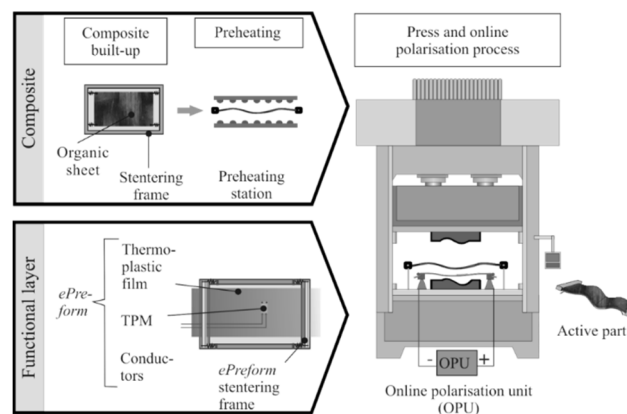 Composite
Composite
built-up
Preheating
Organic
sheet
Stentering
frame
Preheating
station
Functional layer
ePre-
form
Thermo-
plastic
film
TPM
Conduc-
tors
ePreform
stentering
frame
Press and online
polarisation process
- OPU +
Active part
Online polarisation unit
(OPU)